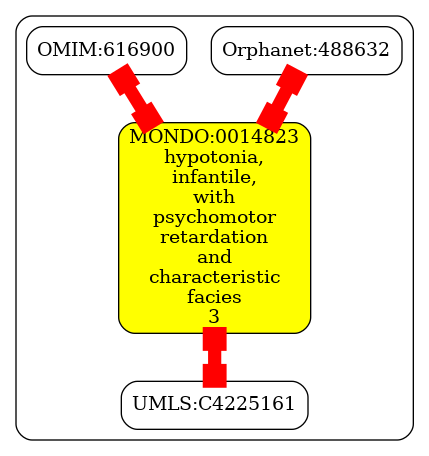 OMIM:616900
Orphanet:488632
MONDO:0014823
hypotonia,
infantile,
with
psychomotor
retardation
and
characteristic
facies
3
UMLS:C4225161